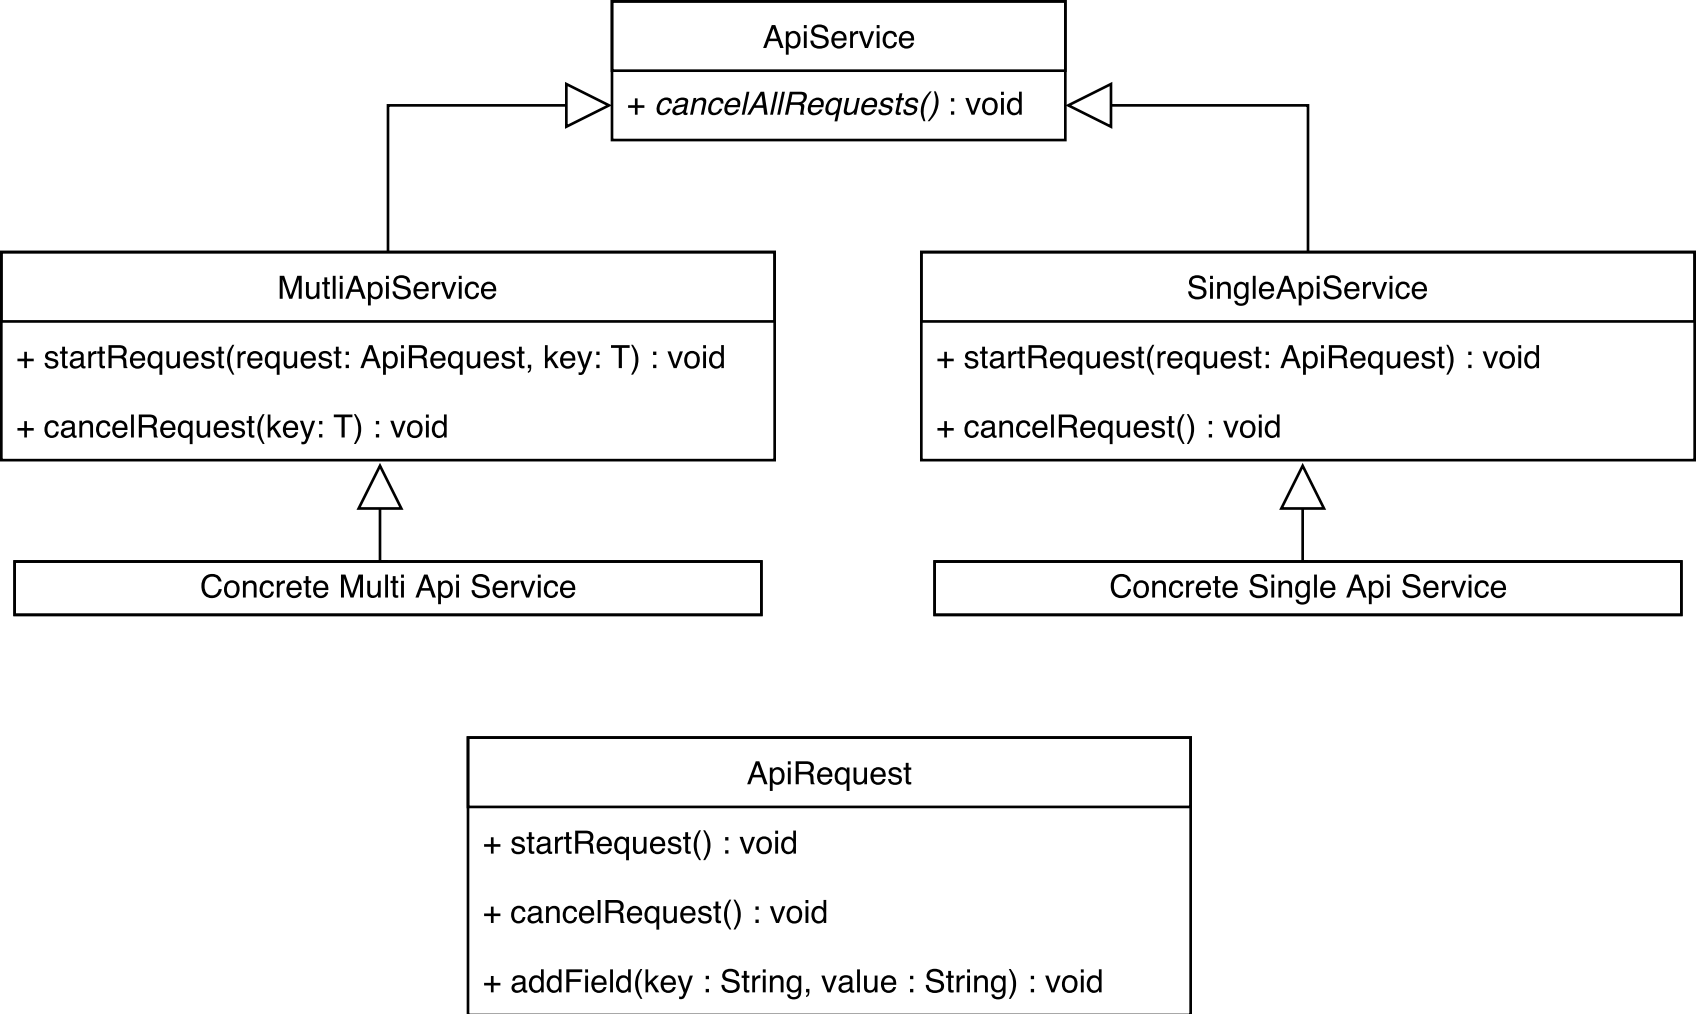 ApiService
+ cancelAllRequests() : void
MutliApiService
+ startRequest(request: ApiRequest, key: T) : void
+ cancelRequest(key: T) : void
SingleApiService
+ startRequest(request: ApiRequest) : void
+ cancelRequest() : void
Concrete Multi Api Service
Concrete Single Api Service
ApiRequest
+ startRequest() : void
+ cancelRequest() : void
+ addField(key : String, value : String) : void